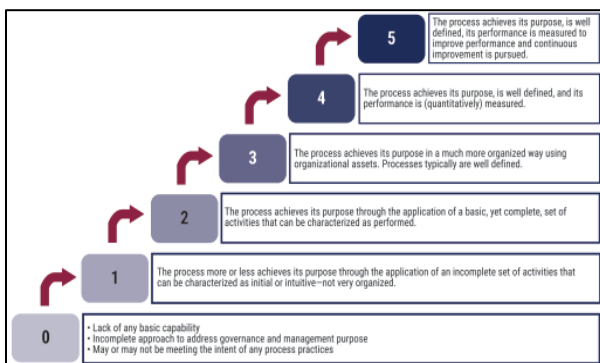 5
The process achieves its purpose, is well
defined, its performance is measured to
improve performance and continuous
improvement is pursued.
4
The process achieves its purpose, is well defined, and its
performance is (quantitatively) measured.
3
The process achieves its purpose in a much more organized way using
organizational assets. Processes typically are well defined.
2
The process achieves its purpose through the application of a basic, yet complete, set of
activities that can be characterized as performed.
1
The process more or less achieves its purpose through the application of an incomplete set of activities that
can be characterized as initial or intuitive—not very organized.
0
• Lack of any basic capability
• Incomplete approach to address governance and management purpose
• May or may not be meeting the intent of any process practices